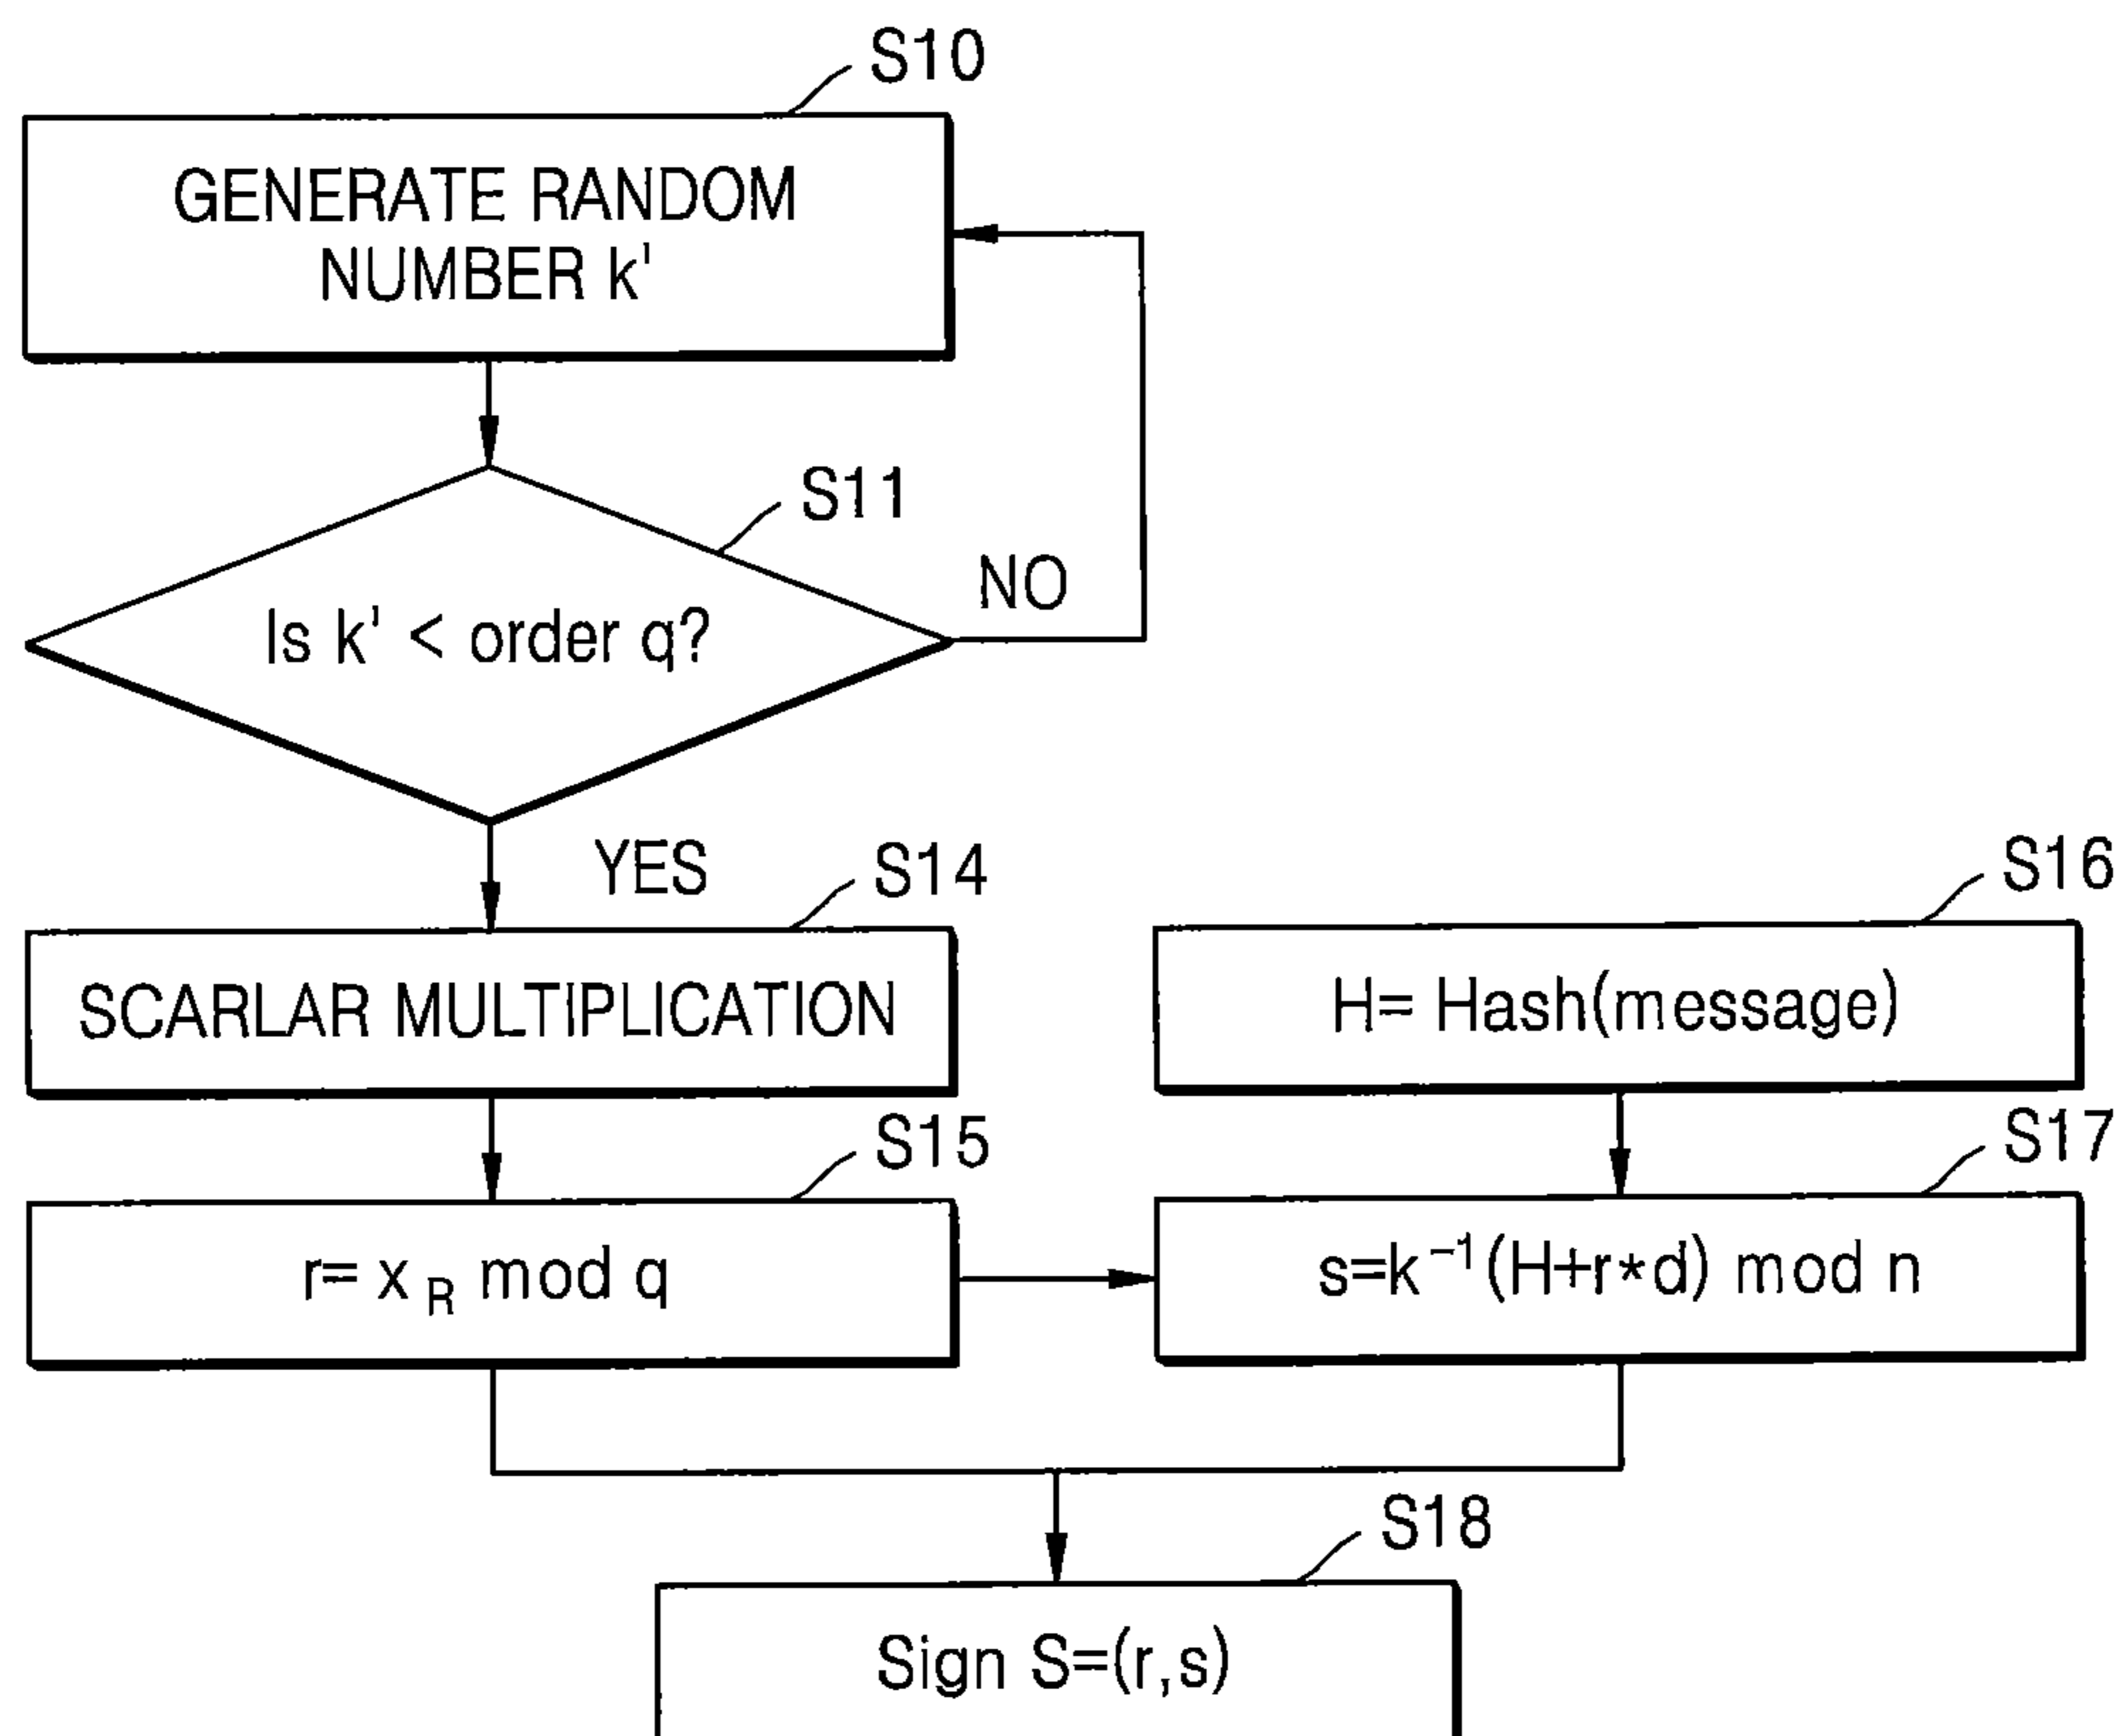 S10
GENERATE RANDOM
NUMBER k'
S11
Is k' < order q?
NO
YES
S14
SCARLAR MULTIPLICATION
S16
H= Hash(message)
S15
r= x R mod q
S17
s=k⁻¹(H+r*d) mod n
S18
Sign S=(r,s)